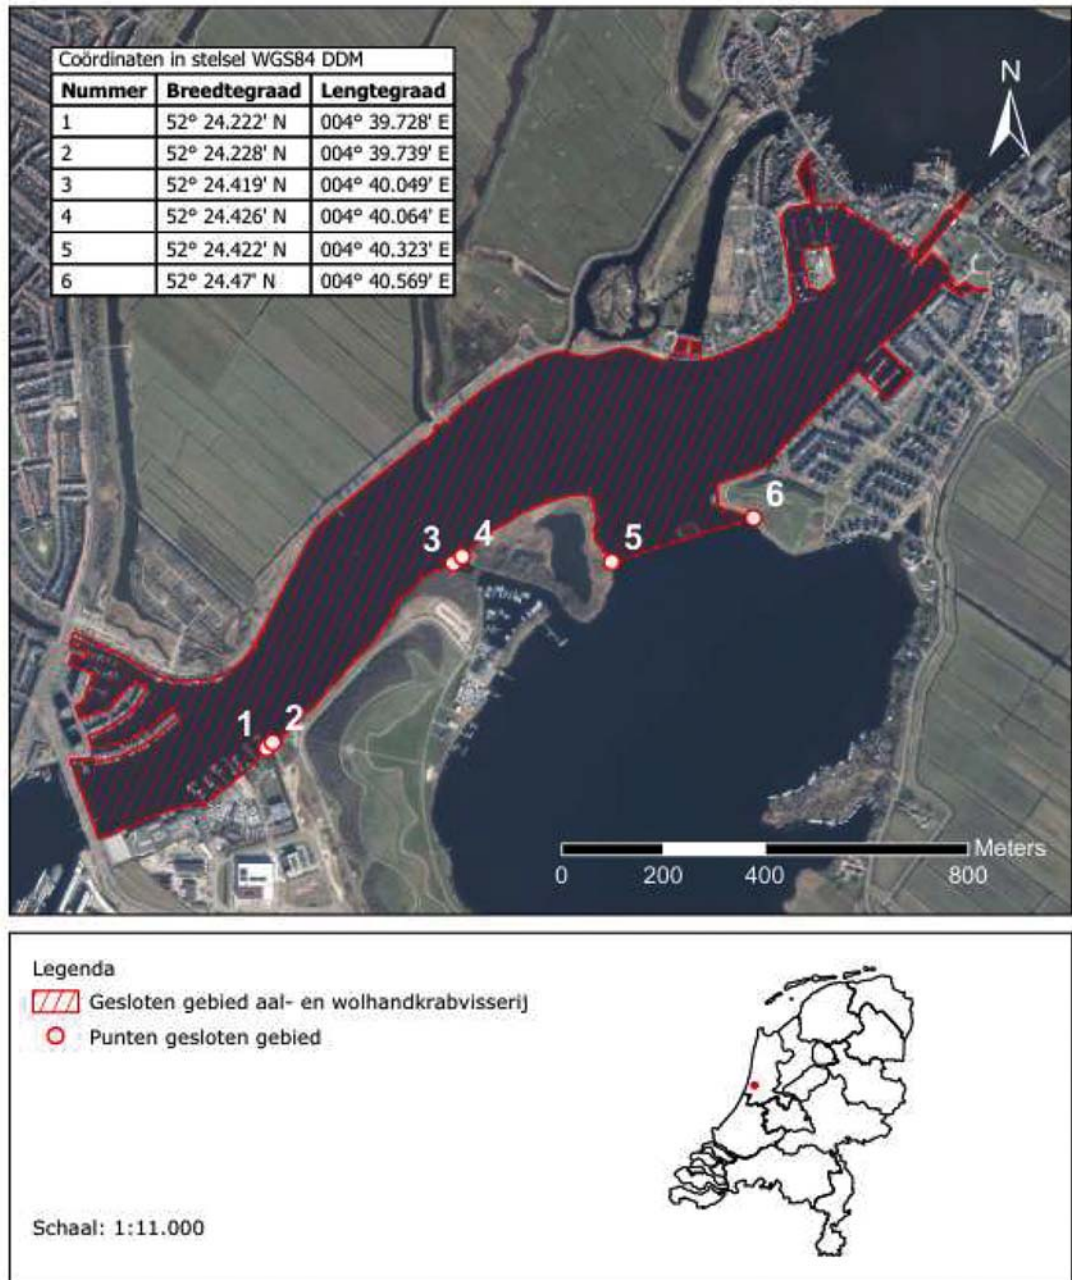 Coördinaten in stelsel WGS84 DDM
Nummer Breedtegraad Lengtegraad
1 52° 24.222' N 004° 39.728' E
2 52° 24.228' N 004° 39.739' E
3 52° 24.419' N 004° 40.049' E
4 52° 24.426' N 004° 40.064' E
5 52° 24.422' N 004° 40.323' E
6 52° 24.47' N 004° 40.569' E
N
6
3 4 5
1 2
Meters
0 200 400 800
Legenda
Gesloten gebied aal- en wolhandkrabvisserij
Punten gesloten gebied
Schaal: 1:11.000